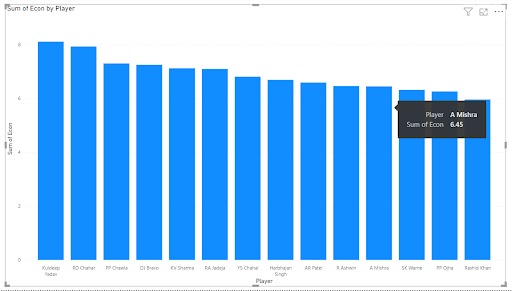 Sum of Econ by Player
Sum of Econ
8
6
4
2
0
Player A Mishra
Sum of Econ 6.45
Kuldeep Yadav
RD Chahar
PP Chawla
DJ Bravo
KV Sharma
RA Jadeja
YS Chahal
Harbhajan Singh
AR Patel
R Ashwin
A Mishra
SK Warne
PP Ojha
Rashid Khan
Player